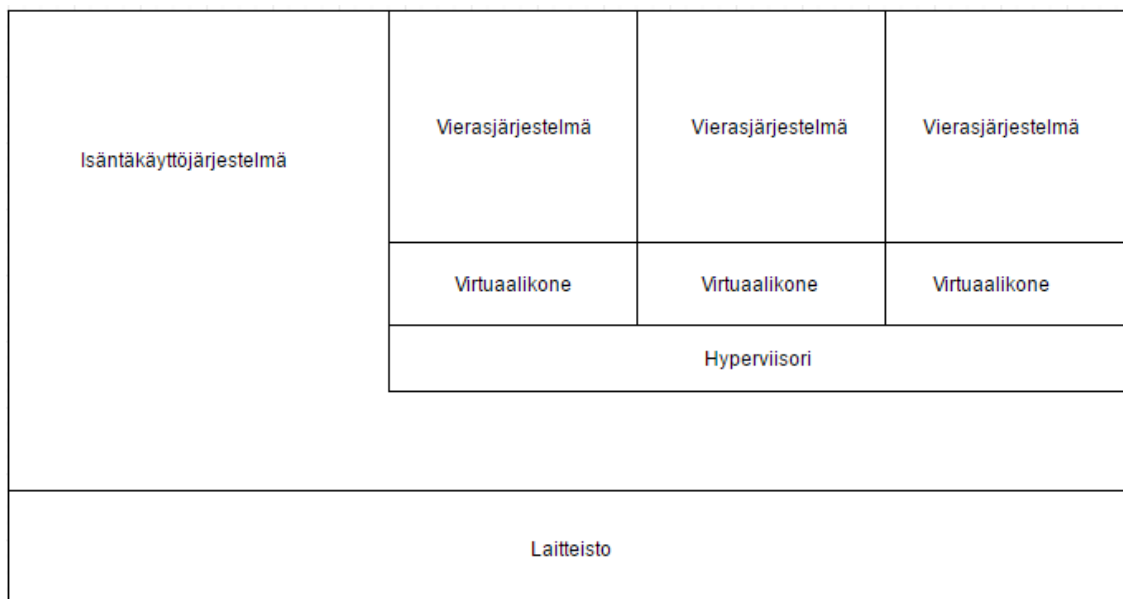 Vierasjärjestelmä
Vierasjärjestelmä
Vierasjärjestelmä
Isäntäkäyttöjärjestelmä
Virtuaalikone
Virtuaalikone
Virtuaalikone
Hyperviisori
Laitteisto